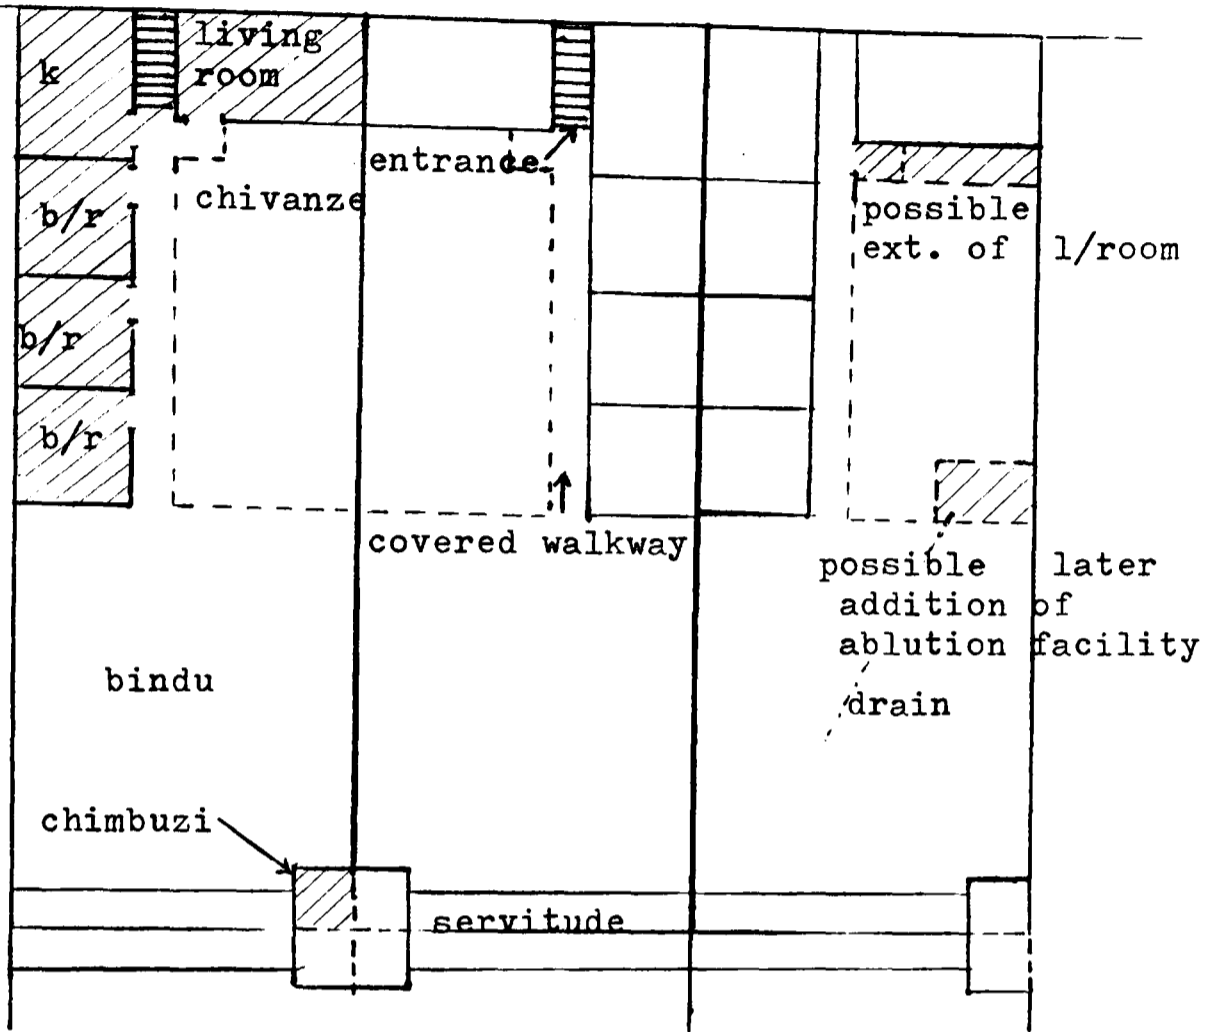 living
k
room
entrance
chivanze
b/r
possible
ext. of l/room
b/r
b/r
covered walkway
possible later
addition of
ablution facility
bindu
drain
chimbuzi
servitude